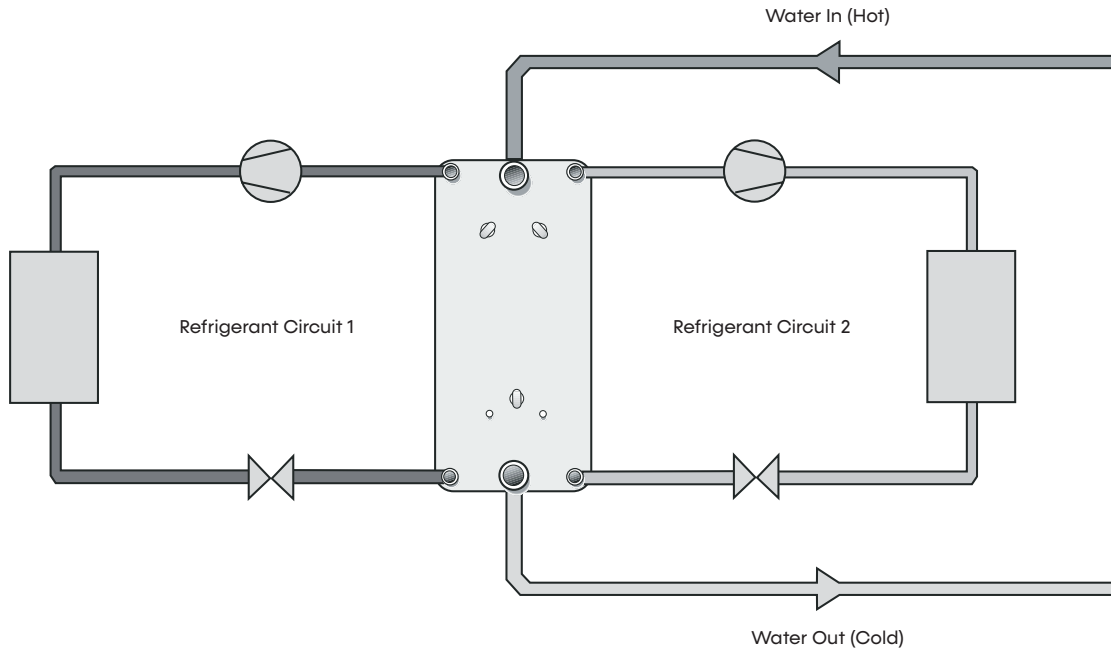 Water In (Hot)
Refrigerant Circuit 1
Refrigerant Circuit 2
Water Out (Cold)